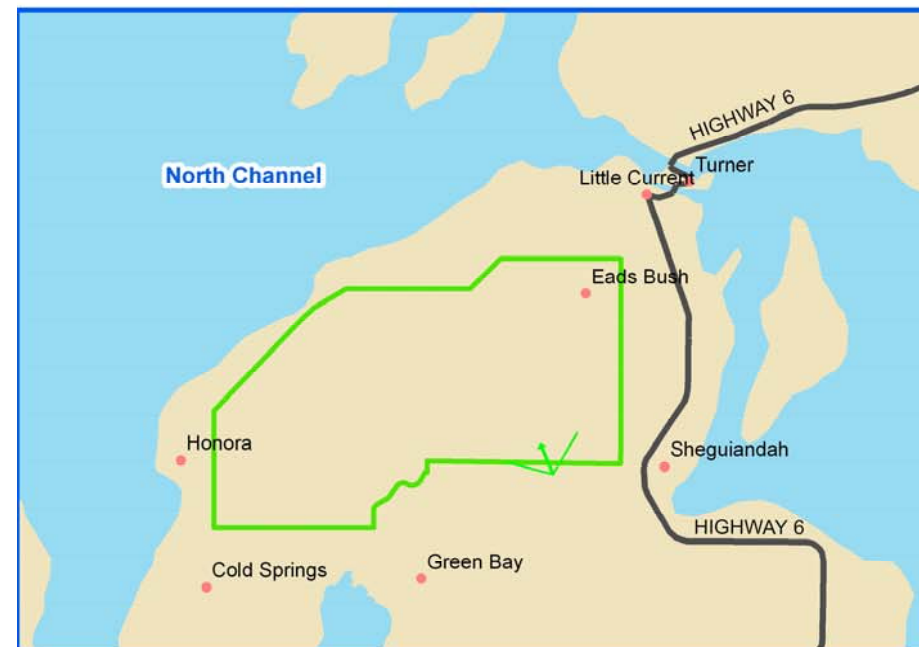 HIGHWAY 6
Turner
North Channel
Little Current
Eads Bush
Honora
Sheguiandah
HIGHWAY 6
Green Bay
Cold Springs